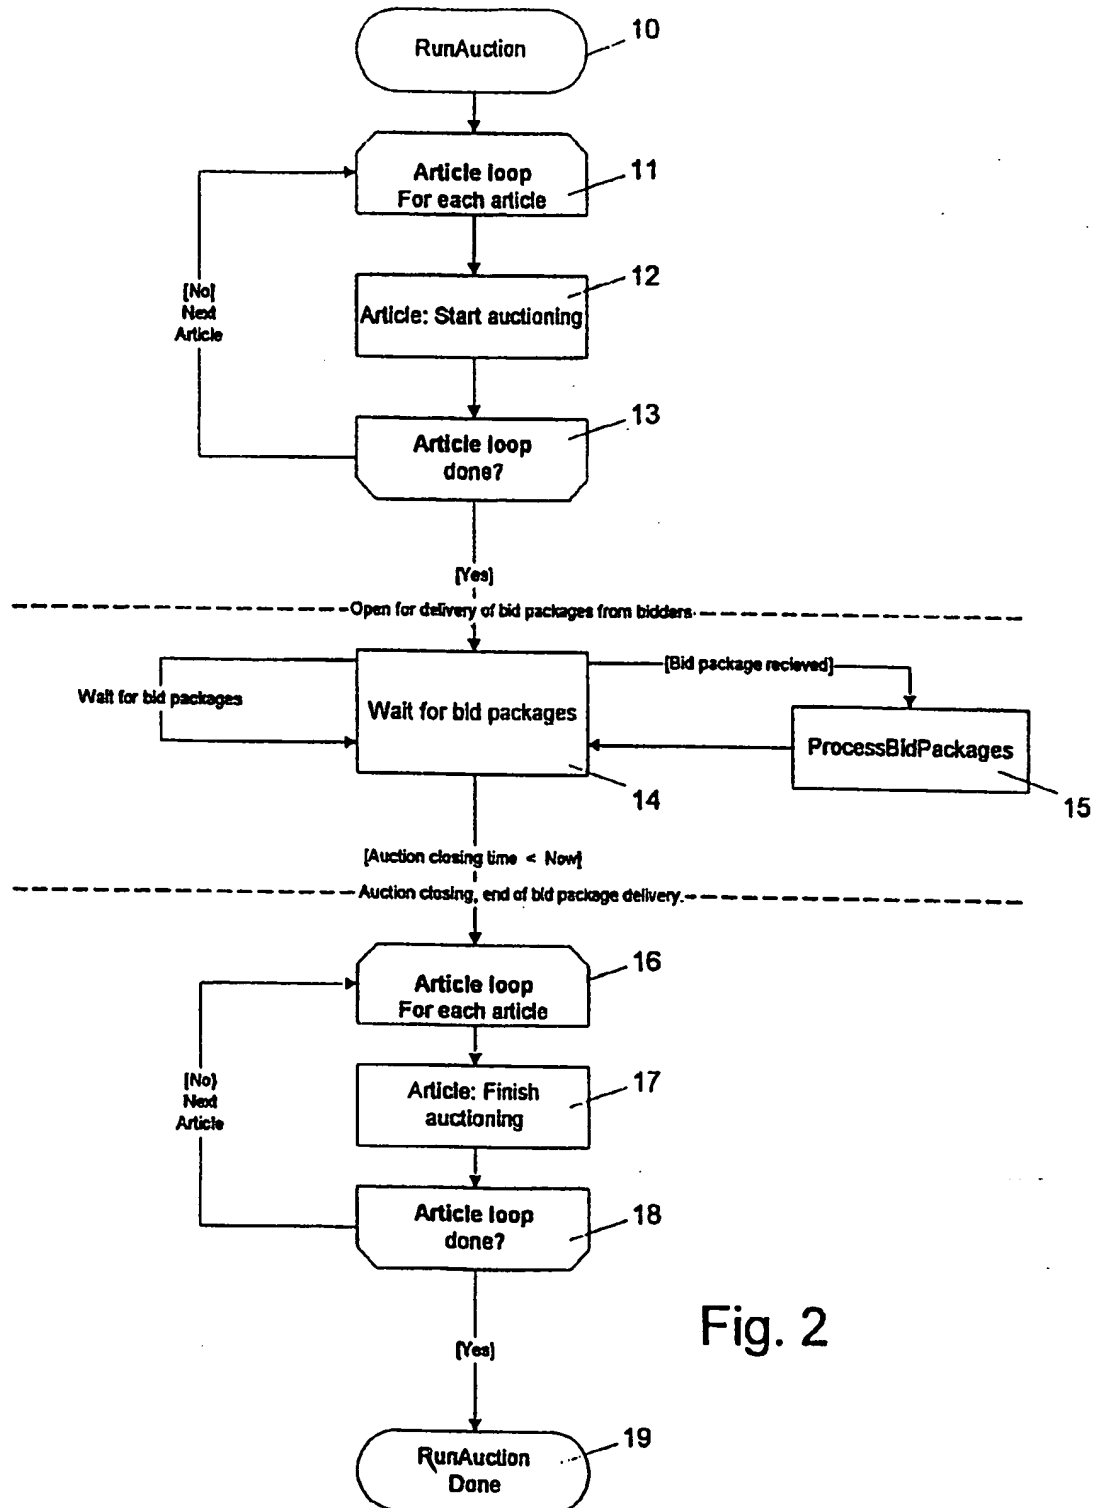 RunAuction
10
Article loop
For each article
11
Article: Start auctioning
12
[No]
Next
Article
Article loop
done?
13
[Yes]
Open for delivery of bid packages from bidders
Wait for bid packages
Wait for bid packages
14
[Bid package recieved]
ProcessBidPackages
15
[Auction closing time < Now]
Auction closing, end of bid package delivery.
Article loop
For each article
16
Article: Finish
auctioning
17
[No]
Next
Article
Article loop
done?
18
[Yes]
Fig. 2
RunAuction
Done
19